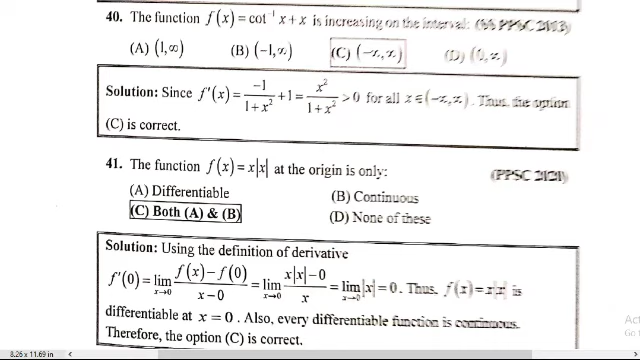 40. The function f(x) = cot⁻¹ x + x is increasing on the interval: (SS PPSC 2013)
(A) (1,∞) (B) (−1,∞) (C) (−∞,∞) (D) (0,∞)
Solution: Since f'(x) = −1/(1+x²) + 1 = x²/(1+x²) > 0 for all x ∈ (−∞,∞). Thus, the option
(C) is correct.
41. The function f(x) = x|x| at the origin is only: (PPSC 2021)
(A) Differentiable (B) Continuous
(C) Both (A) & (B) (D) None of these
Solution: Using the definition of derivative
f'(0) = lim x→0 (f(x) − f(0))/(x − 0) = lim x→0 (x|x| − 0)/x = lim x→0 |x| = 0. Thus, f(x) = x|x| is
differentiable at x = 0. Also, every differentiable function is continuous.
Therefore, the option (C) is correct.
8.26 x 11.69 in